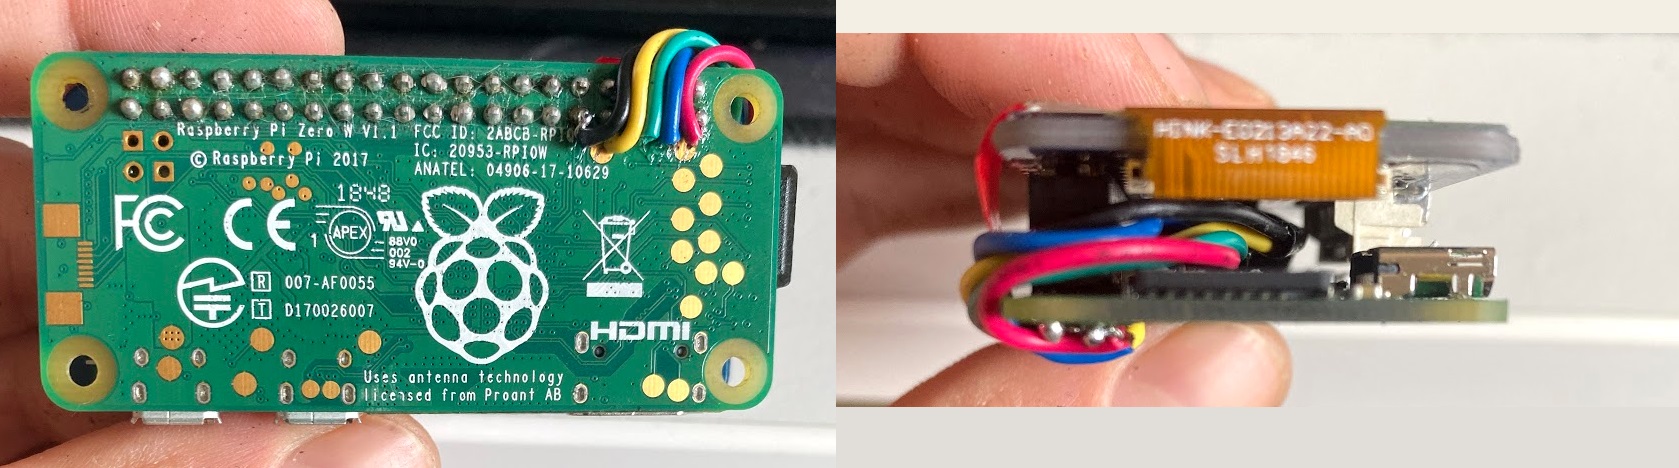 Raspberry Pi Zero W V1.1
© Raspberry Pi 2017
FCC ID: 2ABCB-RPI0
IC: 20953-RPI0W
ANATEL: 04906-17-10629
1848
FC CE
APEX
1
88V0
002
94V-0
R 007-AF0055
T D170026007
HDMI
Uses antenna technology
licensed from Proant AB
HINK-E0213A22-A0
SLH1846